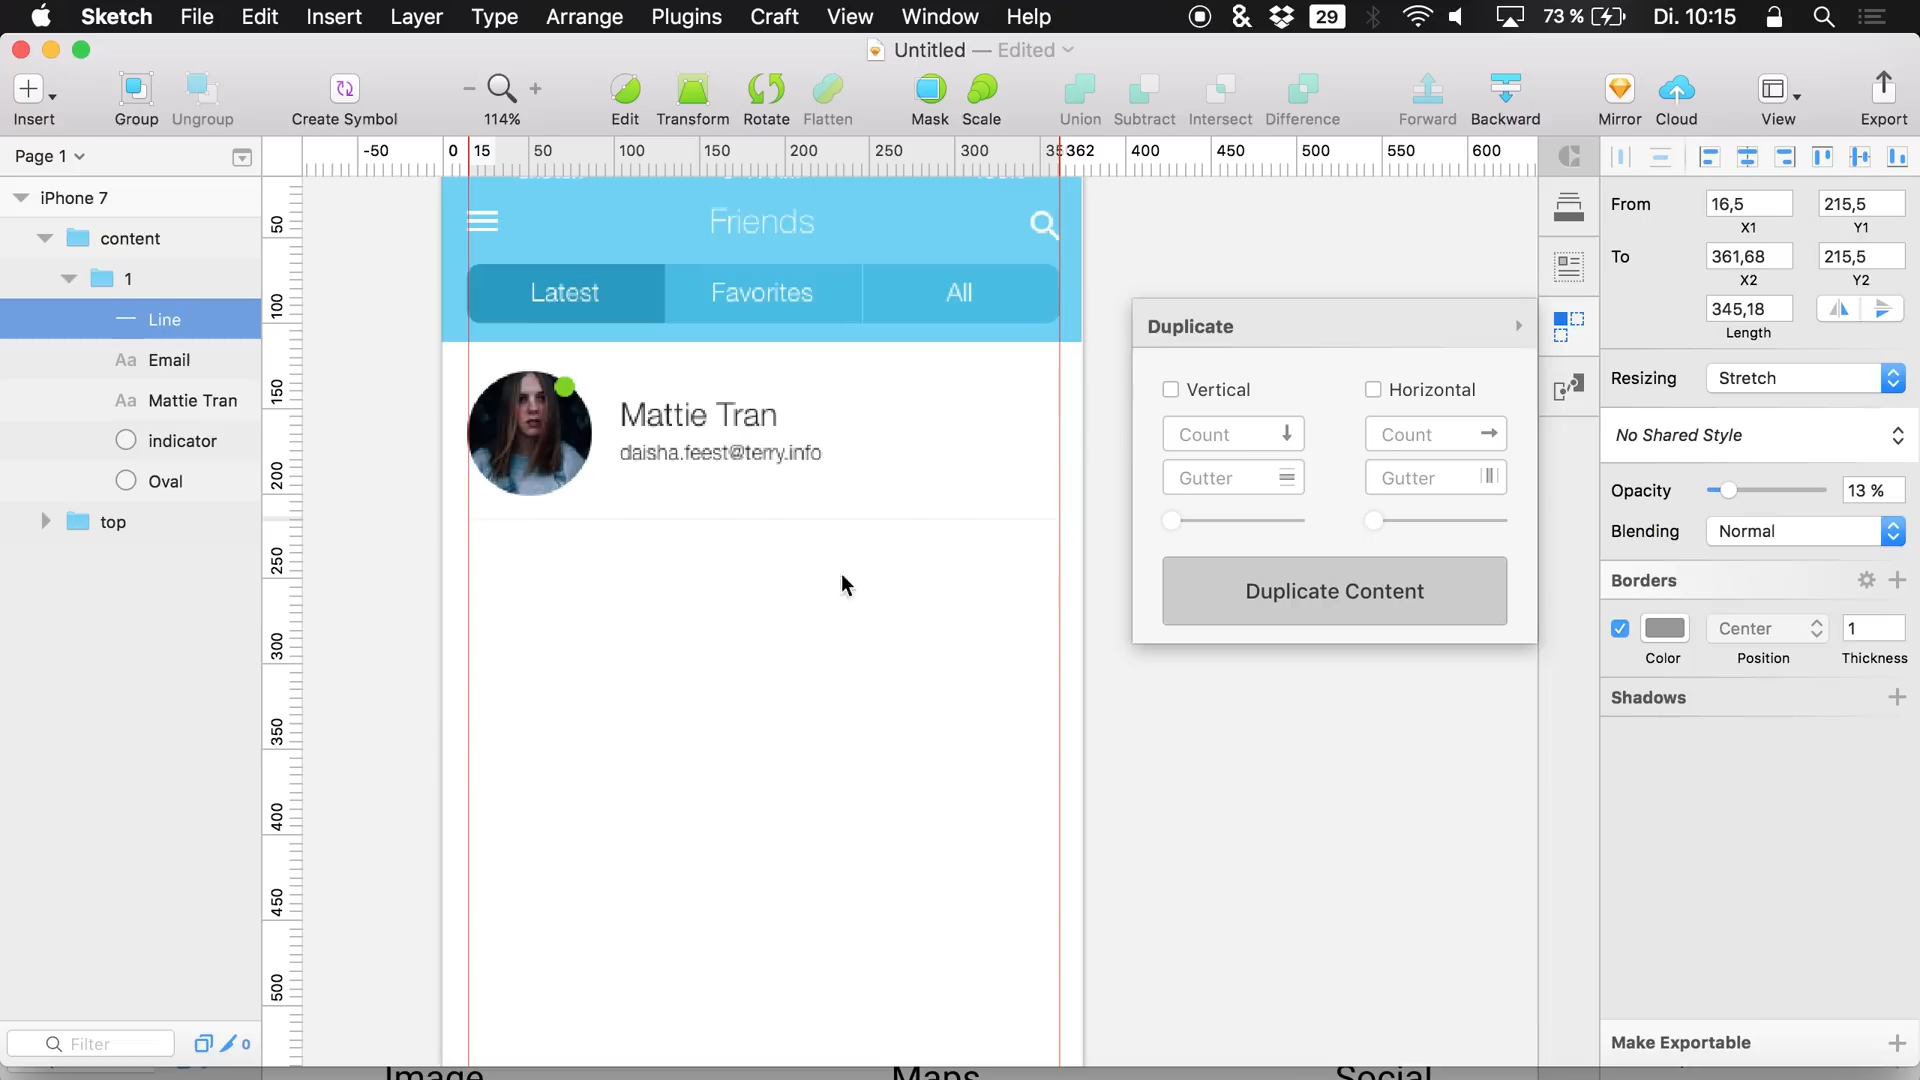 Sketch File Edit Insert Layer Type Arrange Plugins Craft View Window Help 29 73 % Di. 10:15
Untitled — Edited
Insert Group Ungroup Create Symbol 114% Edit Transform Rotate Flatten Mask Scale Union Subtract Intersect Difference Forward Backward Mirror Cloud View Export
Page 1
-50 0 15 50 100 150 200 250 300 35 362 400 450 500 550 600
iPhone 7
content
1
Line
Aa Email
Aa Mattie Tran
indicator
Oval
top
Filter
0
50
100
150
200
250
300
350
400
450
500
Friends
Latest Favorites All
Mattie Tran
daisha.feest@terry.info
Duplicate
Vertical Horizontal
Count Count
Gutter Gutter
Duplicate Content
From 16,5 215,5
X1 Y1
To 361,68 215,5
X2 Y2
345,18
Length
Resizing Stretch
No Shared Style
Opacity 13 %
Blending Normal
Borders
Center 1
Color Position Thickness
Shadows
Make Exportable
Image Maps Social